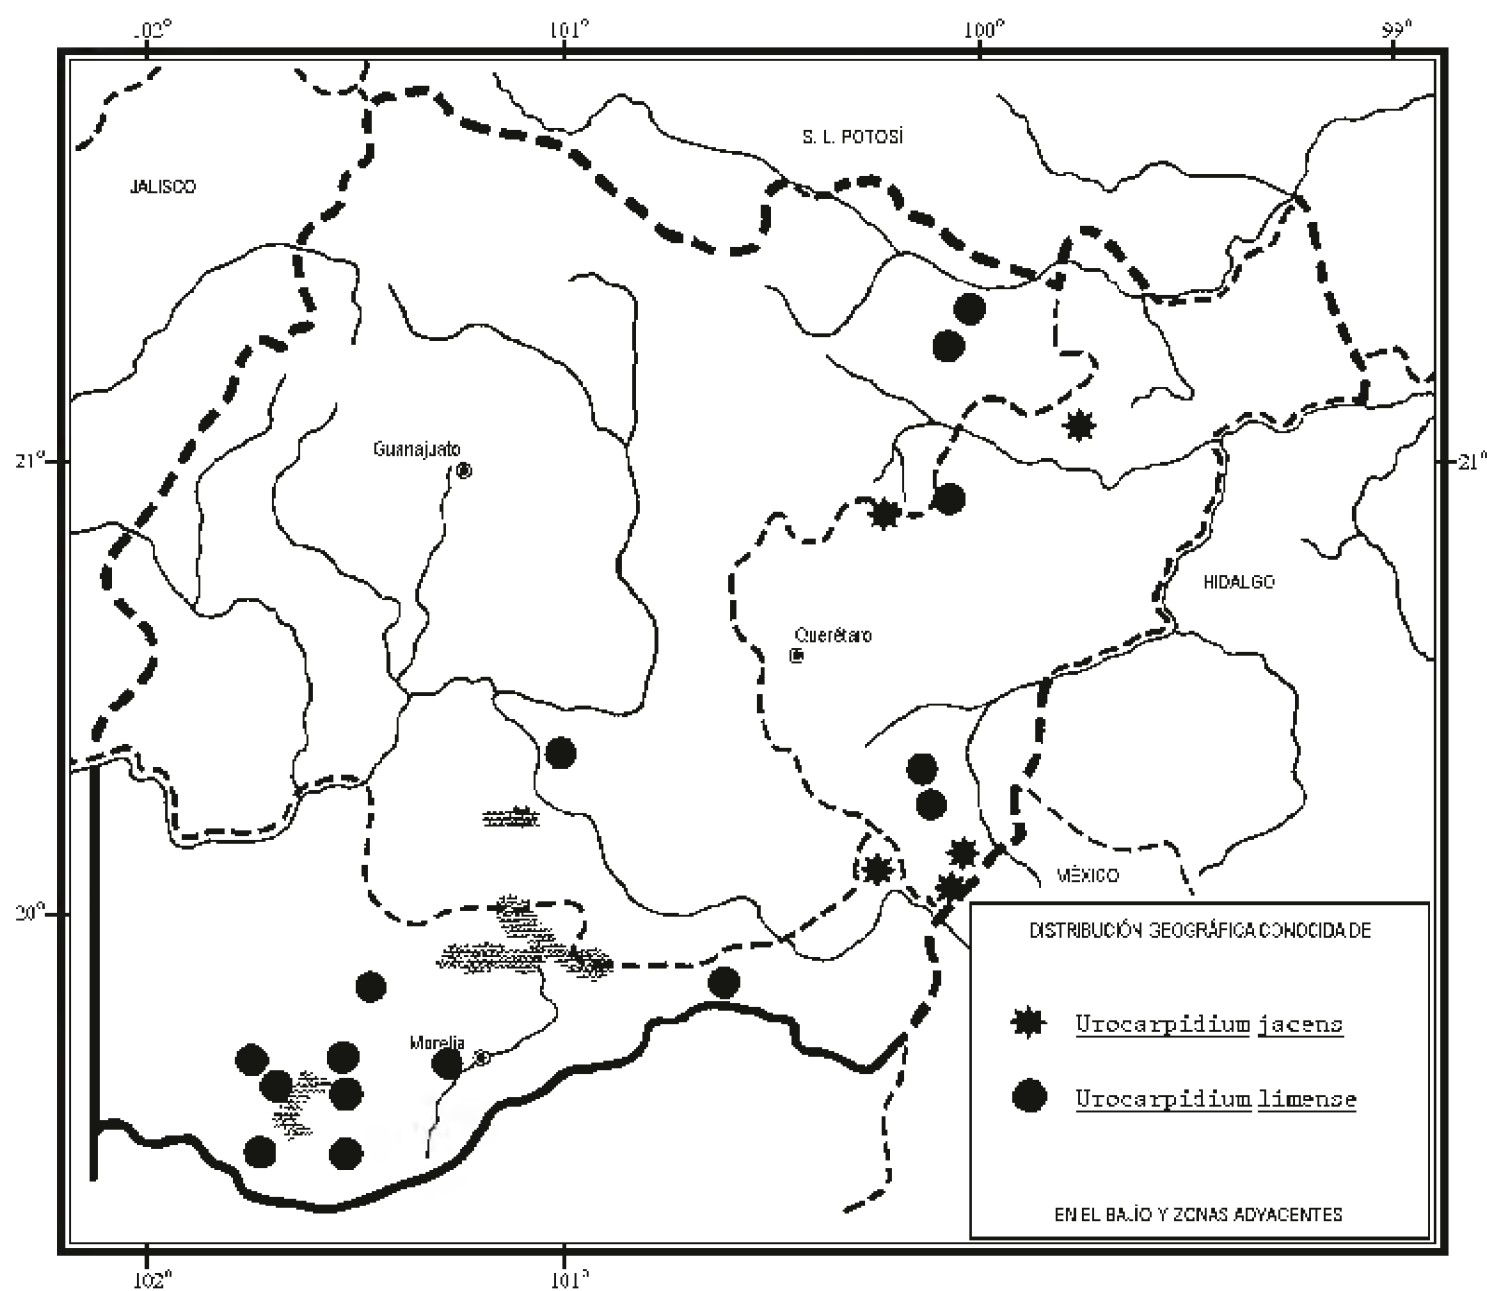 102°
101°
100°
99°
S. L. POTOSÍ
JALISCO
Guanajuato
21°
21°
HIDALGO
Querétaro
MÉXICO
20°
DISTRIBUCIÓN GEOGRÁFICA CONOCIDA DE
Urocarpidium jacens
Morelia
Urocarpidium limense
EN EL BAJÍO Y ZONAS ADYACENTES
102°
101°